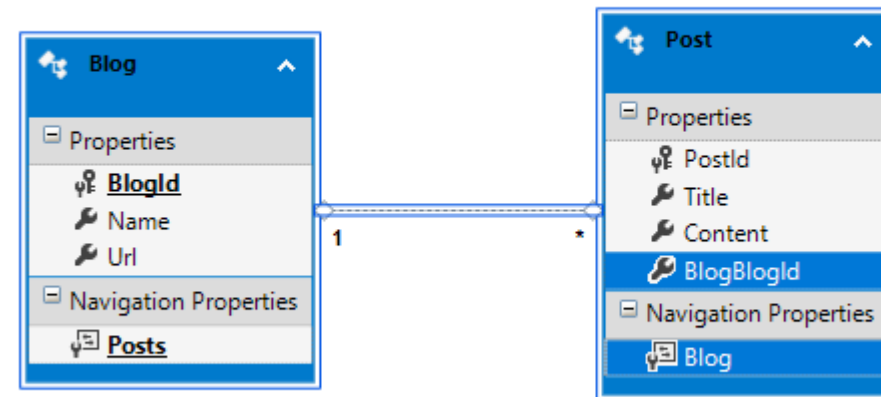 Blog
Properties
BlogId
Name
Url
Navigation Properties
Posts
1
*
Post
Properties
PostId
Title
Content
BlogBlogId
Navigation Properties
Blog